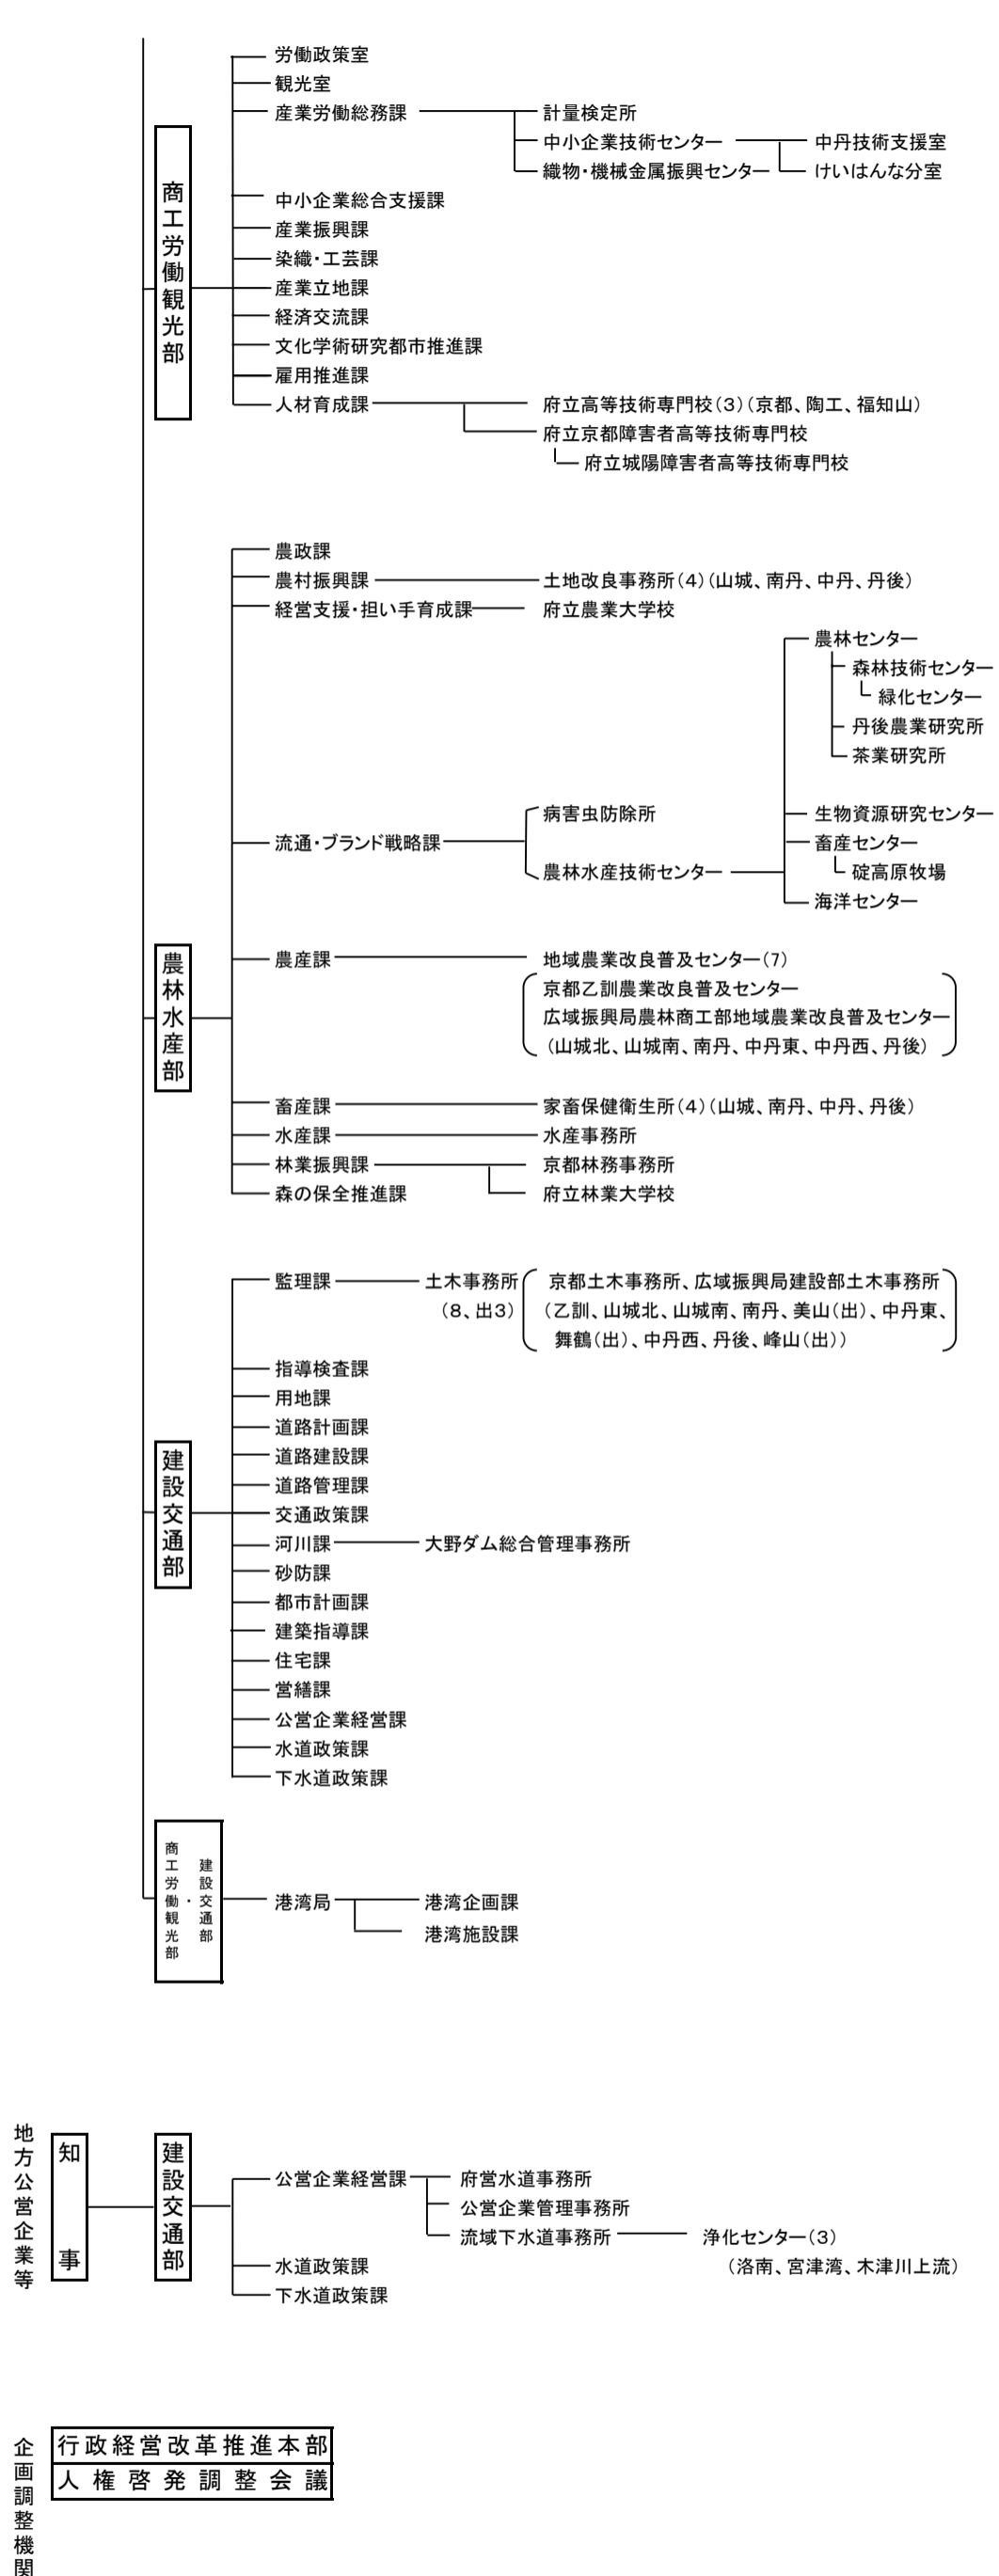 商工労働観光部
労働政策室
観光室
産業労働総務課
計量検定所
中小企業技術センター
中丹技術支援室
織物・機械金属振興センター
けいはんな分室
中小企業総合支援課
産業振興課
染織・工芸課
産業立地課
経済交流課
文化学術研究都市推進課
雇用推進課
人材育成課
府立高等技術専門校(3)(京都、陶工、福知山)
府立京都障害者高等技術専門校
府立城陽障害者高等技術専門校
農林水産部
農政課
農村振興課
土地改良事務所(4)(山城、南丹、中丹、丹後)
経営支援・担い手育成課
府立農業大学校
農林センター
森林技術センター
緑化センター
丹後農業研究所
茶業研究所
病害虫防除所
生物資源研究センター
流通・ブランド戦略課
畜産センター
農林水産技術センター
碇高原牧場
海洋センター
農産課
地域農業改良普及センター(7)
京都乙訓農業改良普及センター
広域振興局農林商工部地域農業改良普及センター
(山城北、山城南、南丹、中丹東、中丹西、丹後)
畜産課
家畜保健衛生所(4)(山城、南丹、中丹、丹後)
水産課
水産事務所
林業振興課
京都林務事務所
森の保全推進課
府立林業大学校
建設交通部
監理課
土木事務所
京都土木事務所、広域振興局建設部土木事務所
(8、出3)
(乙訓、山城北、山城南、南丹、美山(出)、中丹東、
舞鶴(出)、中丹西、丹後、峰山(出))
指導検査課
用地課
道路計画課
道路建設課
道路管理課
交通政策課
河川課
大野ダム総合管理事務所
砂防課
都市計画課
建築指導課
住宅課
営繕課
公営企業経営課
水道政策課
下水道政策課
建設交通部
・
商工労働観光部
港湾局
港湾企画課
港湾施設課
地方公営企業等
知事
建設交通部
公営企業経営課
府営水道事務所
公営企業管理事務所
流域下水道事務所
浄化センター(3)
水道政策課
(洛南、宮津湾、木津川上流)
下水道政策課
企画調整機関
行政経営改革推進本部
人権啓発調整会議